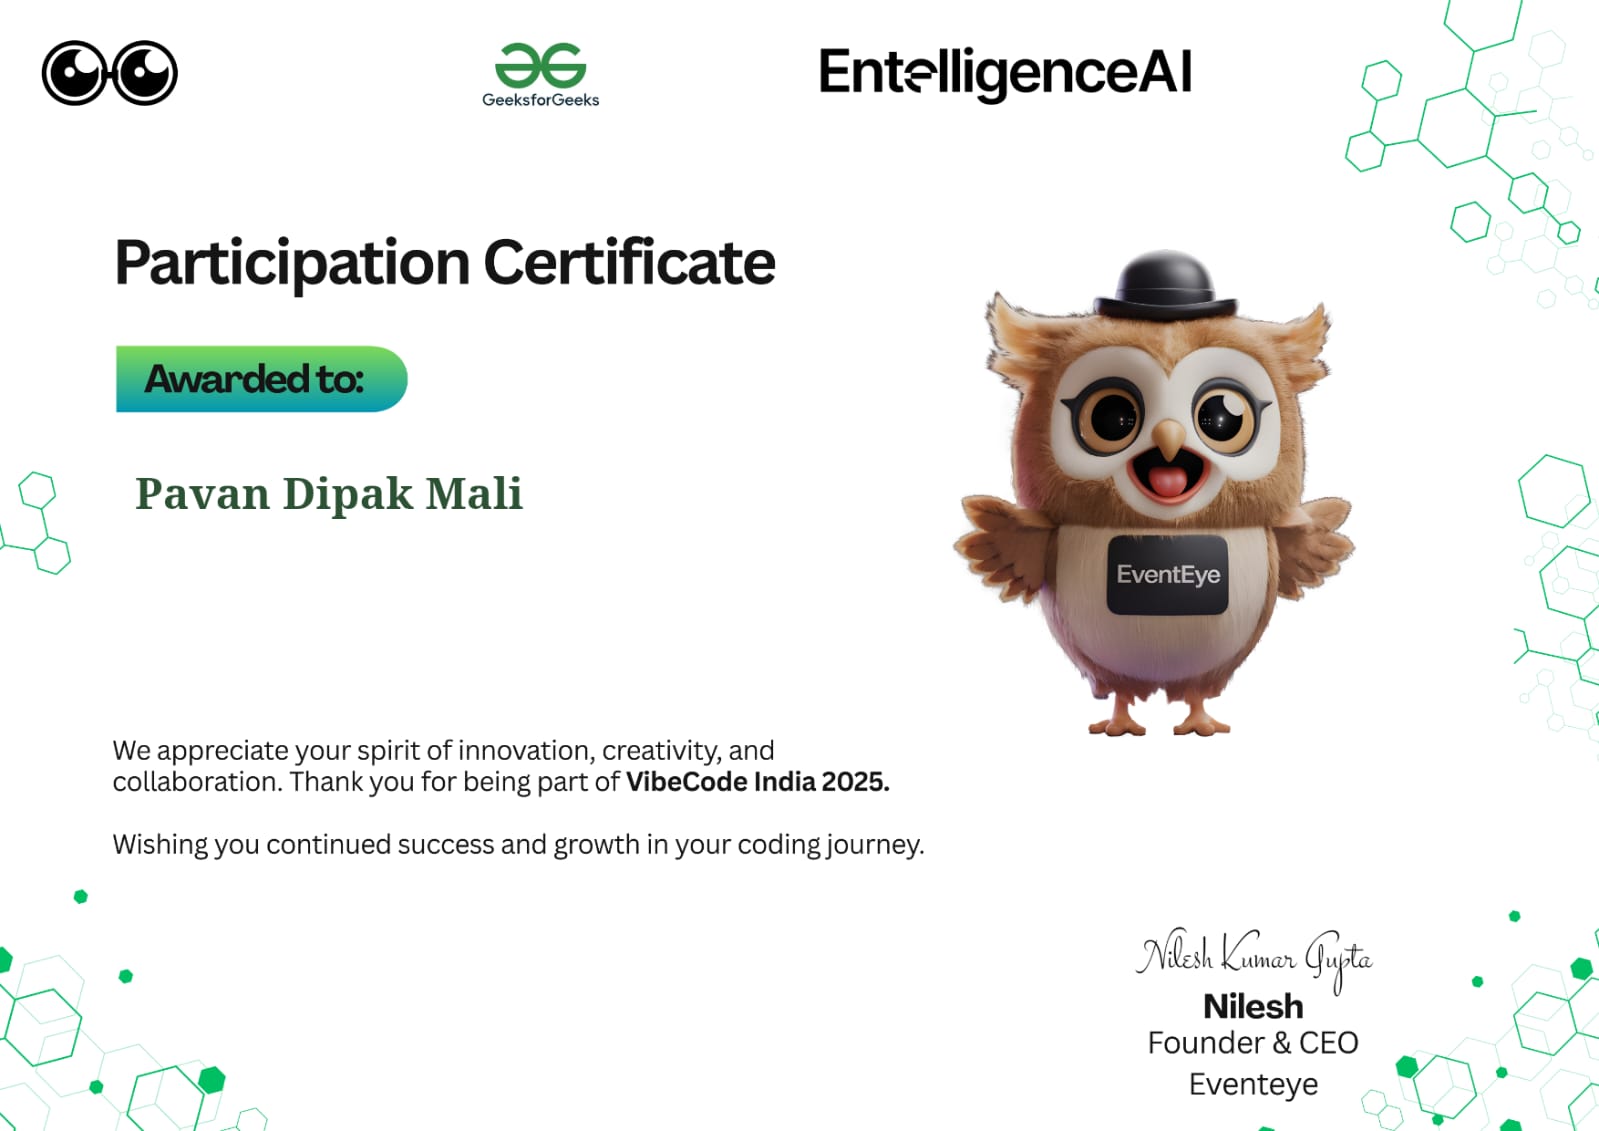 GeeksforGeeks
EntelligenceAI
Participation Certificate
Awarded to:
Pavan Dipak Mali
EventEye
We appreciate your spirit of innovation, creativity, and
collaboration. Thank you for being part of VibeCode India 2025.
Wishing you continued success and growth in your coding journey.
Nilesh Kumar Gupta
Nilesh
Founder & CEO
Eventeye